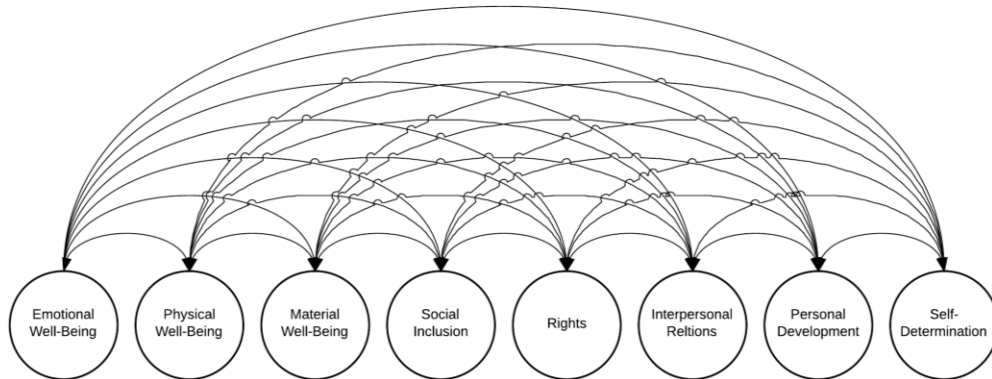 Emotional
Well-Being
Physical
Well-Being
Material
Well-Being
Social
Inclusion
Rights
Interpersonal
Reltions
Personal
Development
Self-
Determination